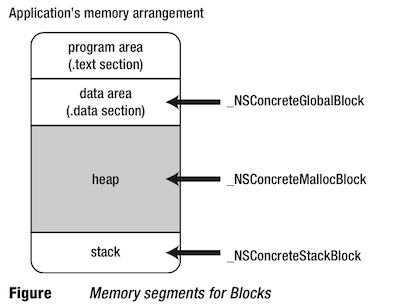 Application's memory arrangement
program area
(.text section)
data area
(.data section)
_NSConcreteGlobalBlock
heap
_NSConcreteMallocBlock
stack
_NSConcreteStackBlock
Figure Memory segments for Blocks